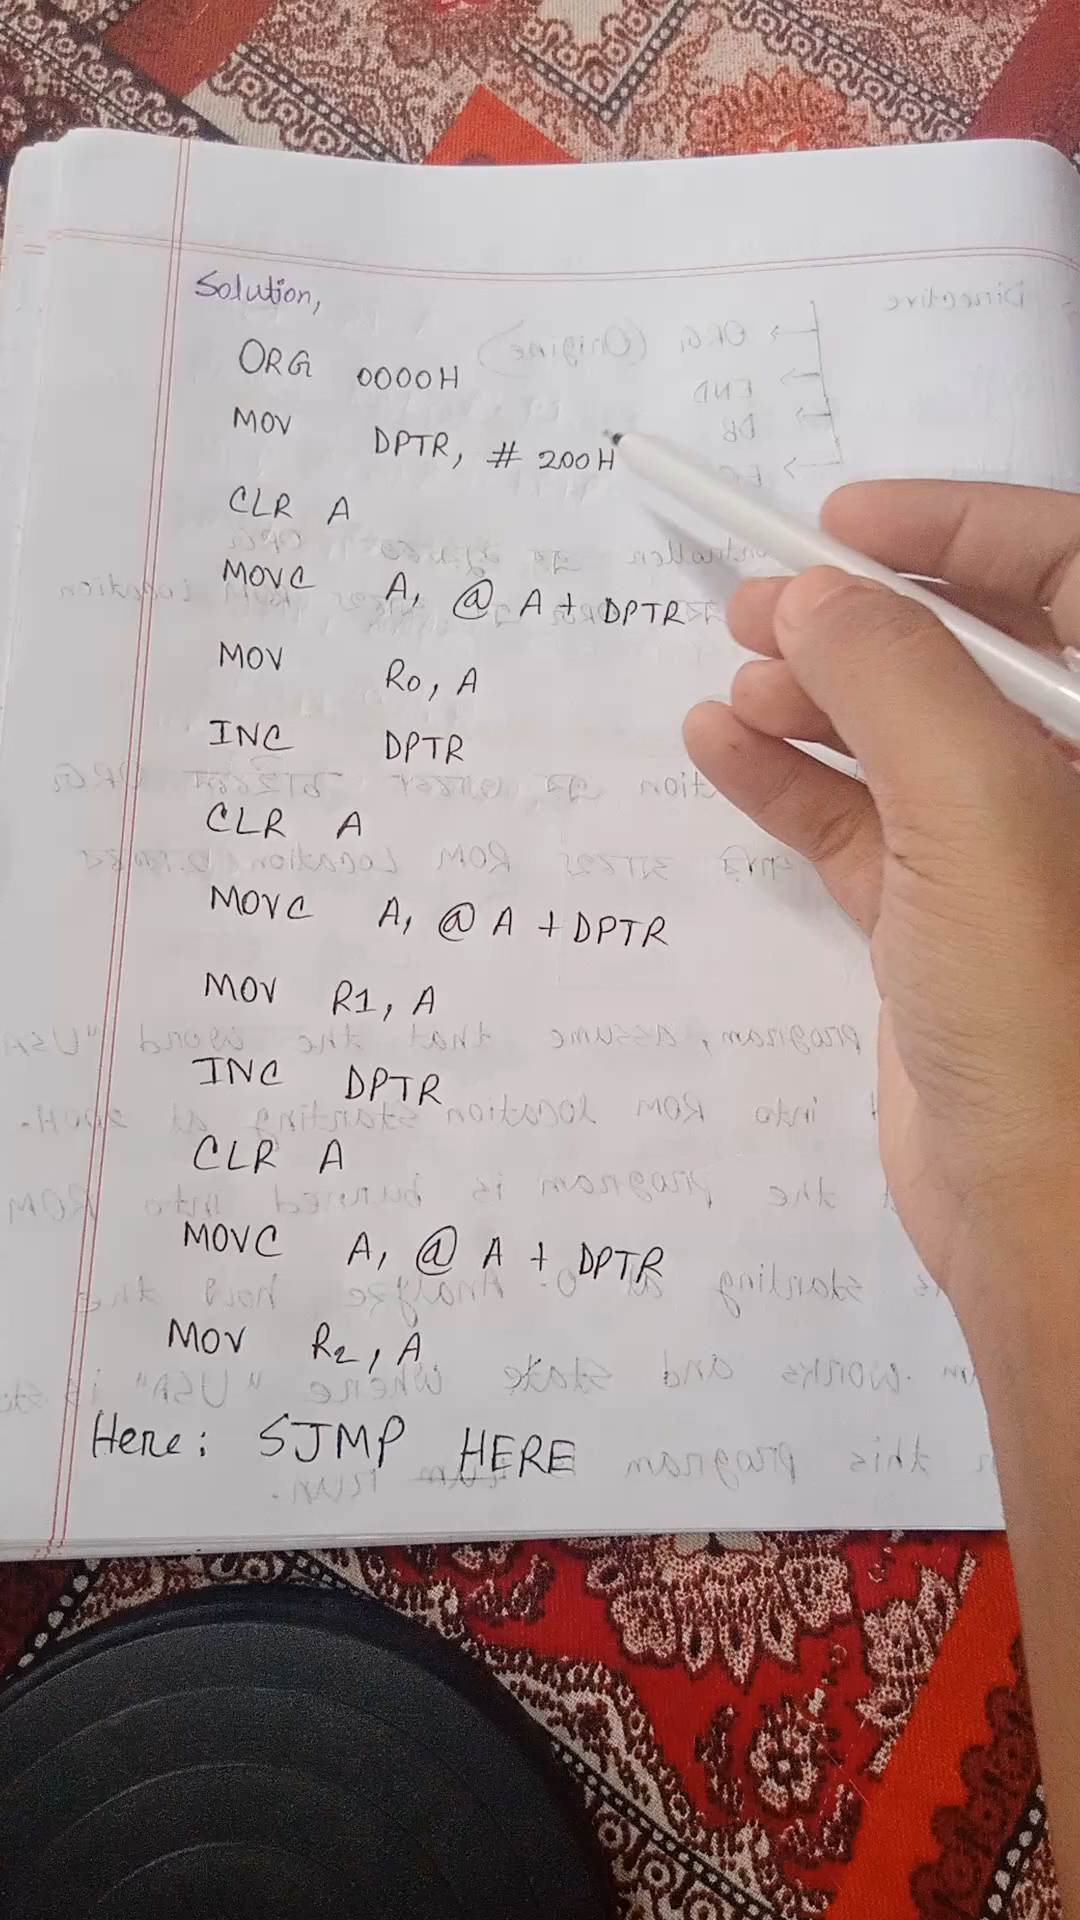 Solution,
ORG 0000H
MOV DPTR, # 200H
CLR A
MOVC A, @ A + DPTR
MOV R0, A
INC DPTR
CLR A
MOVC A, @ A + DPTR
MOV R1, A
INC DPTR
CLR A
MOVC A, @ A + DPTR
MOV R2, A
Here: SJMP HERE